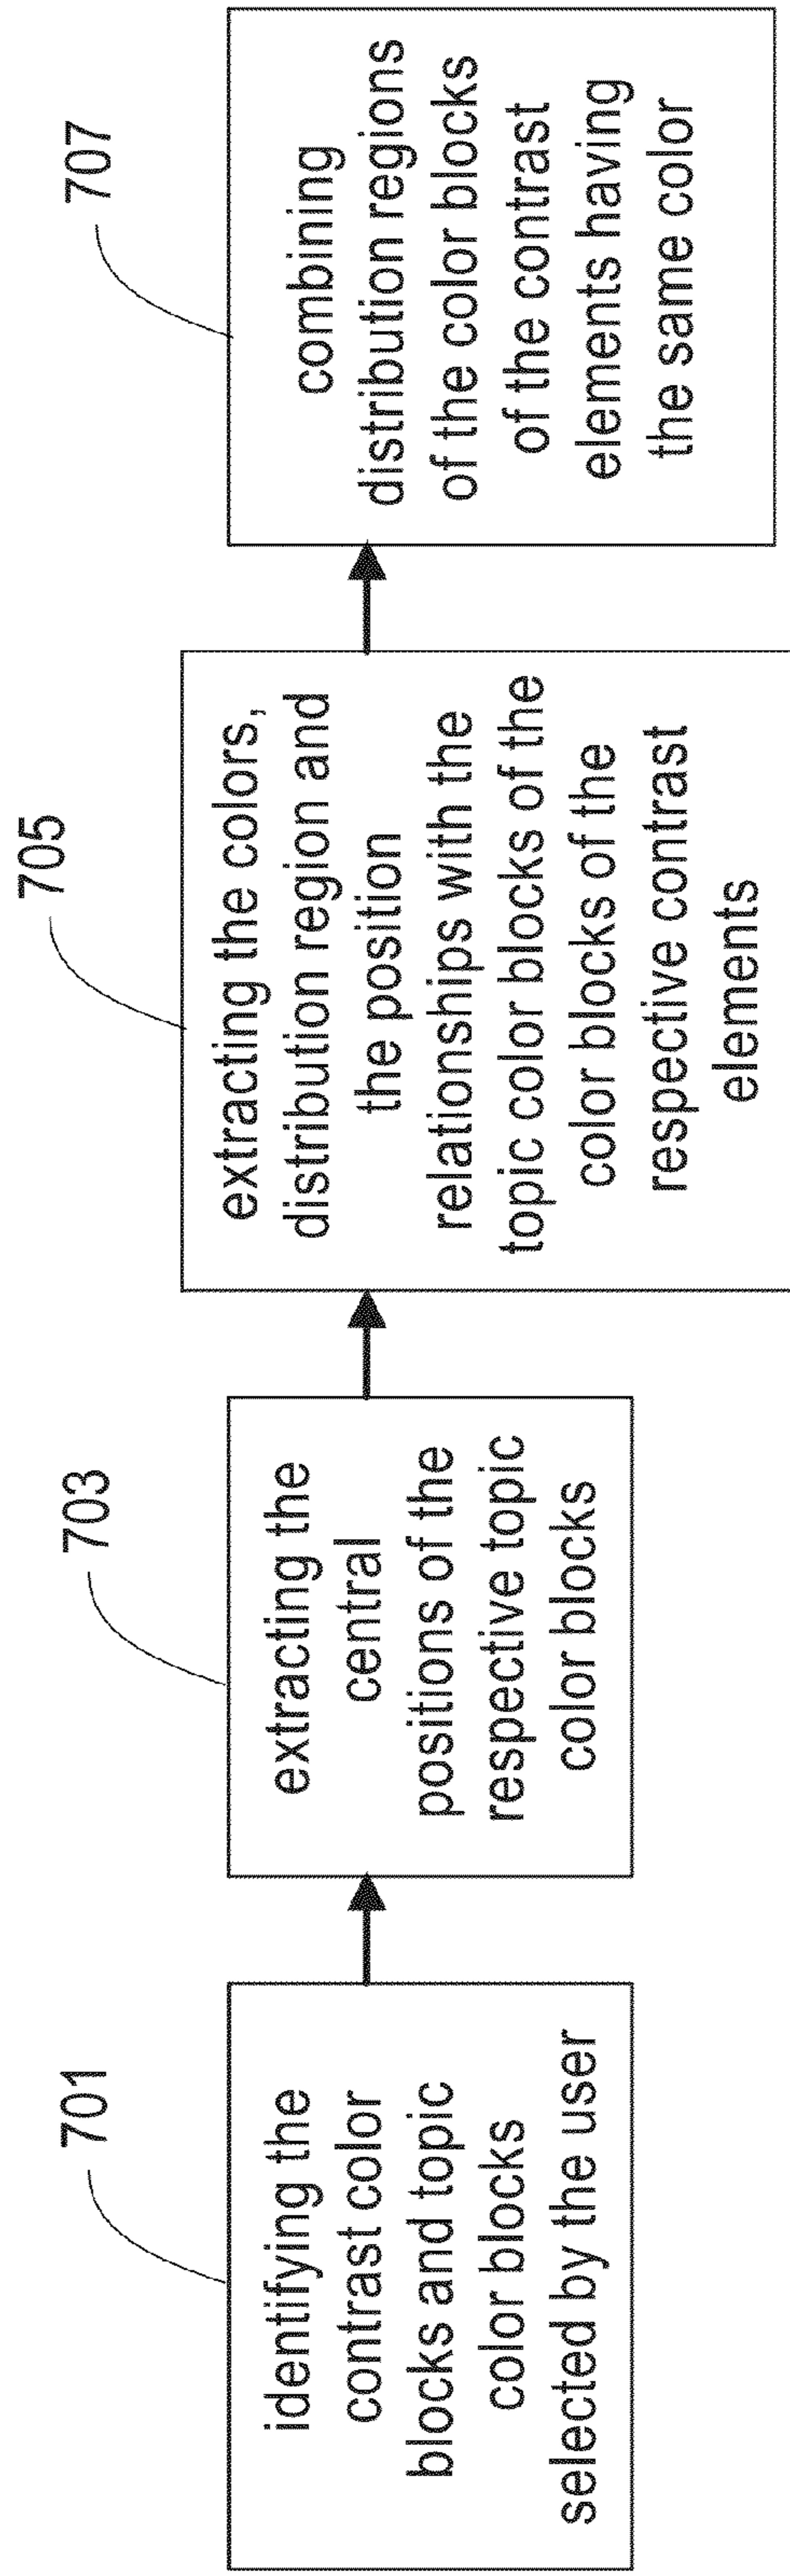 701
identifying the
contrast color
blocks and topic
color blocks
selected by the user
703
extracting the
central
positions of the
respective topic
color blocks
705
extracting the colors,
distribution region and
the position
relationships with the
topic color blocks of the
color blocks of the
respective contrast
elements
707
combining
distribution regions
of the color blocks
of the contrast
elements having
the same color